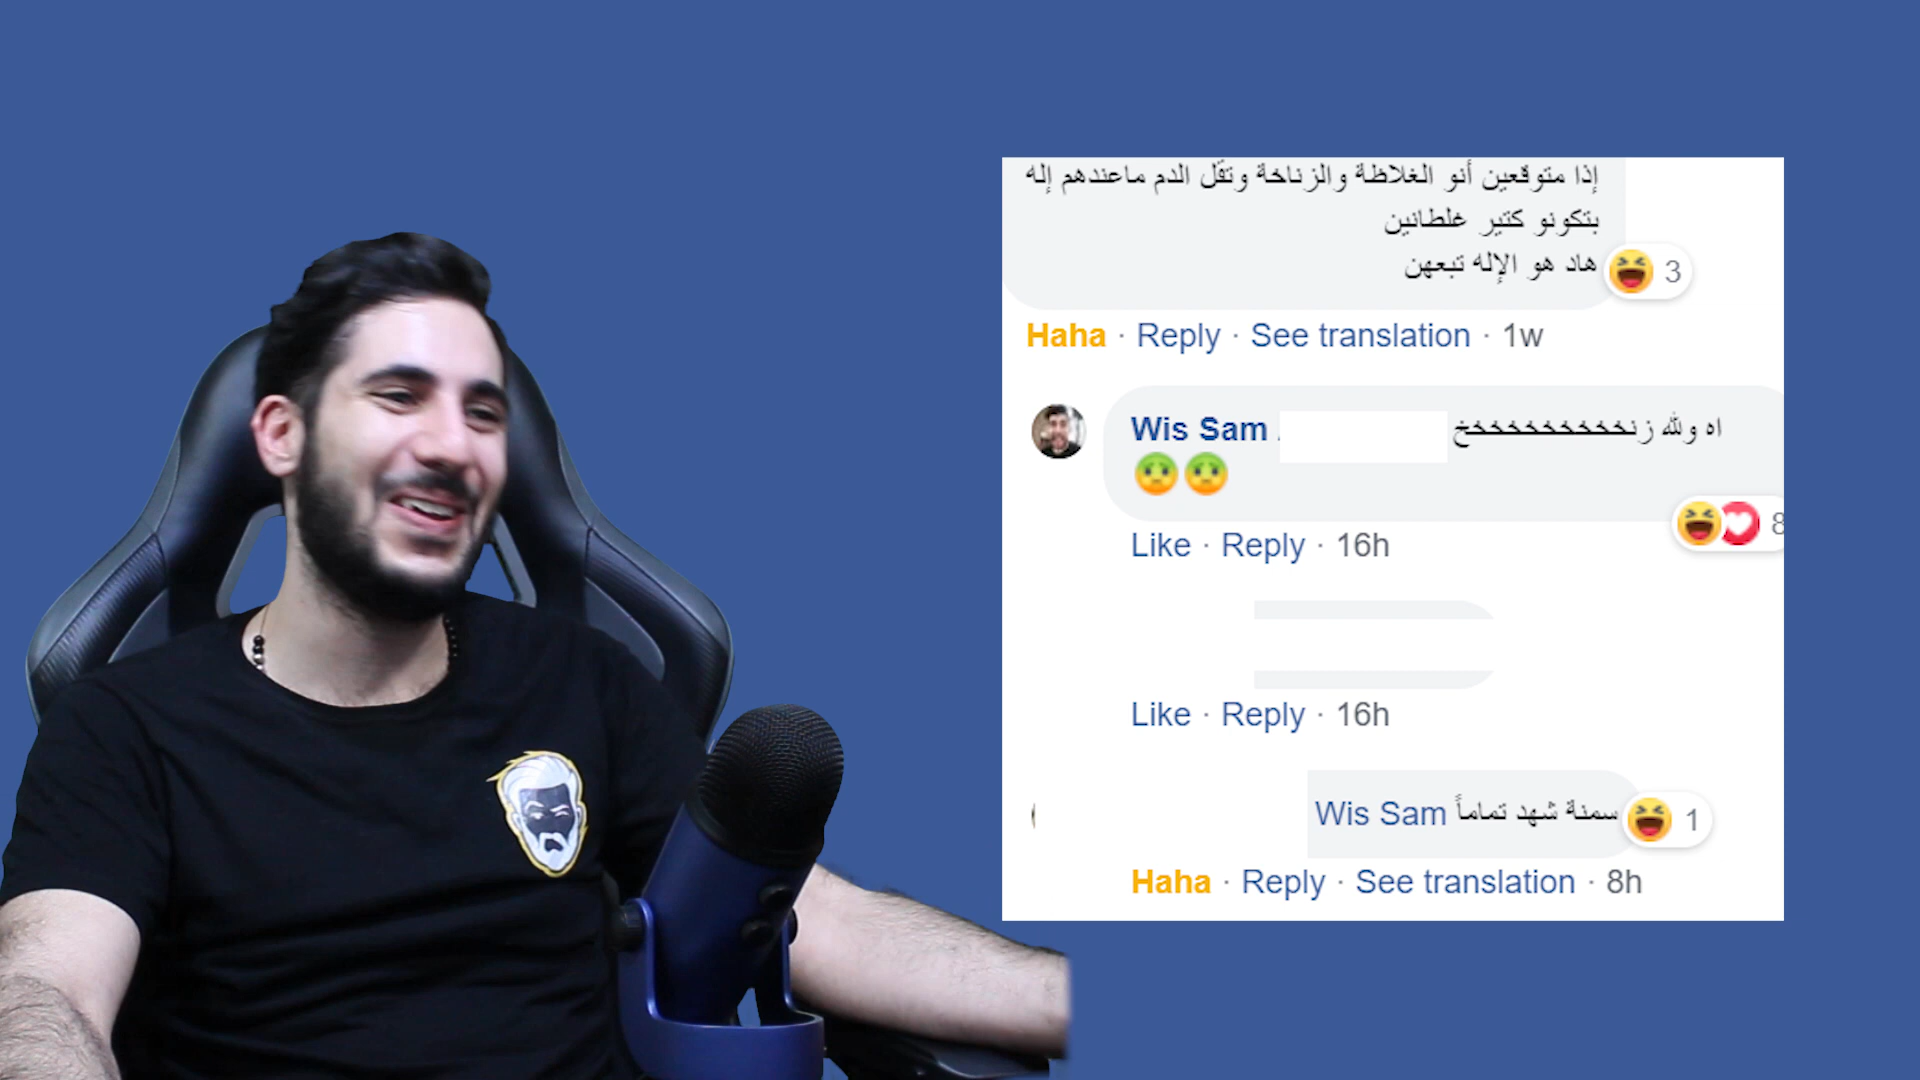 إذا متوقعين أنو الغلاظة والزناخة وتقل الدم ماعندهم إله
بتكونو كتير غلطانين
هاد هو الإله تبعهن
3
Haha · Reply · See translation · 1w
Wis Sam اه ولله زنخخخخخخخخخخ
8
Like · Reply · 16h
Like · Reply · 16h
Wis Sam سمنة شهد تماماً
1
Haha · Reply · See translation · 8h